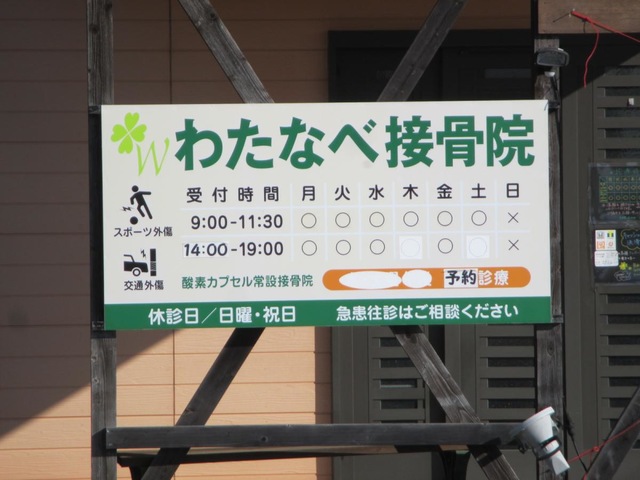 W わたなべ接骨院
受付時間 月 火 水 木 金 土 日
スポーツ外傷 9:00-11:30 ○ ○ ○ ○ ○ ○ ×
14:00-19:00 ○ ○ ○ ○ ×
交通外傷 酸素カプセル常設接骨院 予約診療
休診日/日曜・祝日 急患往診はご相談ください